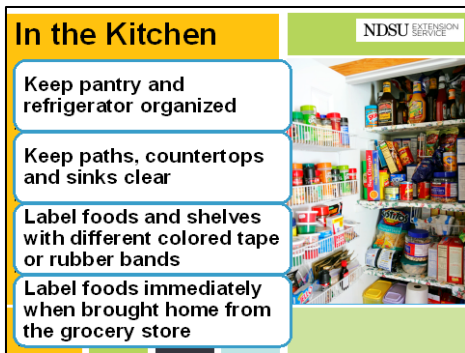 In the Kitchen
NDSU EXTENSION
SERVICE
Keep pantry and
refrigerator organized
Keep paths, countertops
and sinks clear
Label foods and shelves
with different colored tape
or rubber bands
Label foods immediately
when brought home from
the grocery store